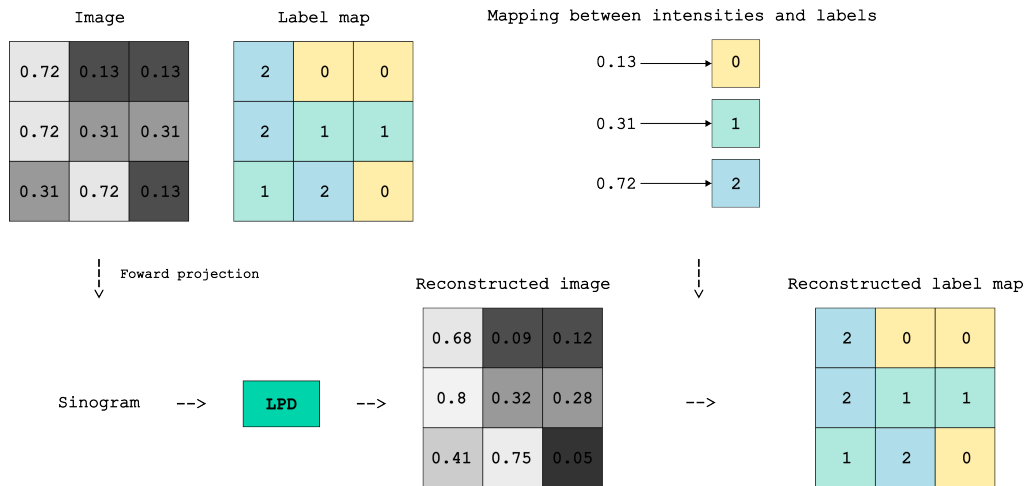 Image Label map Mapping between intensities and labels
0.72 0.13 0.13 2 0 0 0.13 0
0.72 0.31 0.31 2 1 1 0.31 1
0.31 0.72 0.13 1 2 0 0.72 2
Foward projection
Reconstructed image Reconstructed label map
0.68 0.09 0.12 2 0 0
Sinogram --> LPD --> 0.8 0.32 0.28 --> 2 1 1
0.41 0.75 0.05 1 2 0